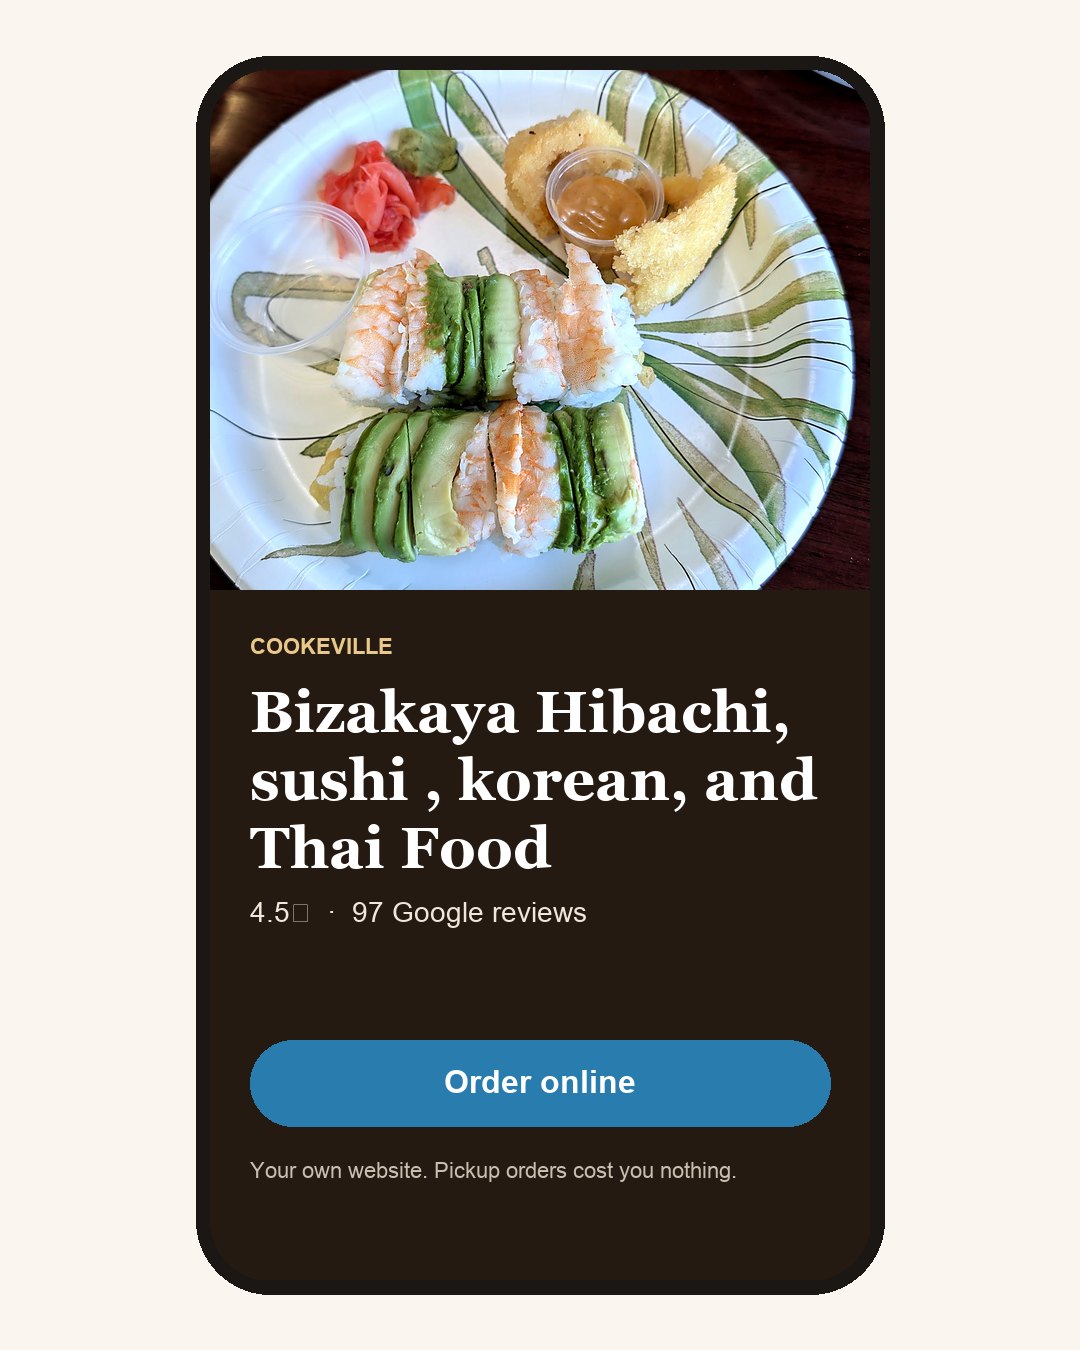 COOKEVILLE
Bizakaya Hibachi,
sushi , korean, and
Thai Food
4.5□ · 97 Google reviews
Order online
Your own website. Pickup orders cost you nothing.